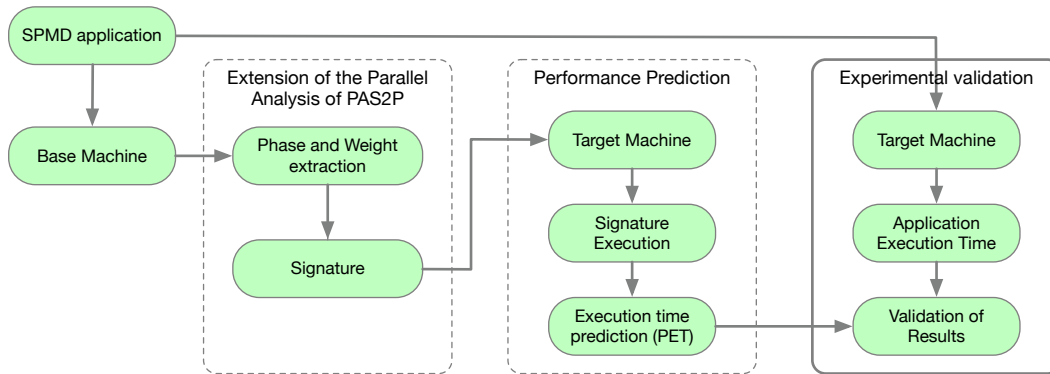 SPMD application
Base Machine
Extension of the Parallel
Analysis of PAS2P
Phase and Weight
extraction
Signature
Performance Prediction
Target Machine
Signature
Execution
Execution time
prediction (PET)
Experimental validation
Target Machine
Application
Execution Time
Validation of
Results